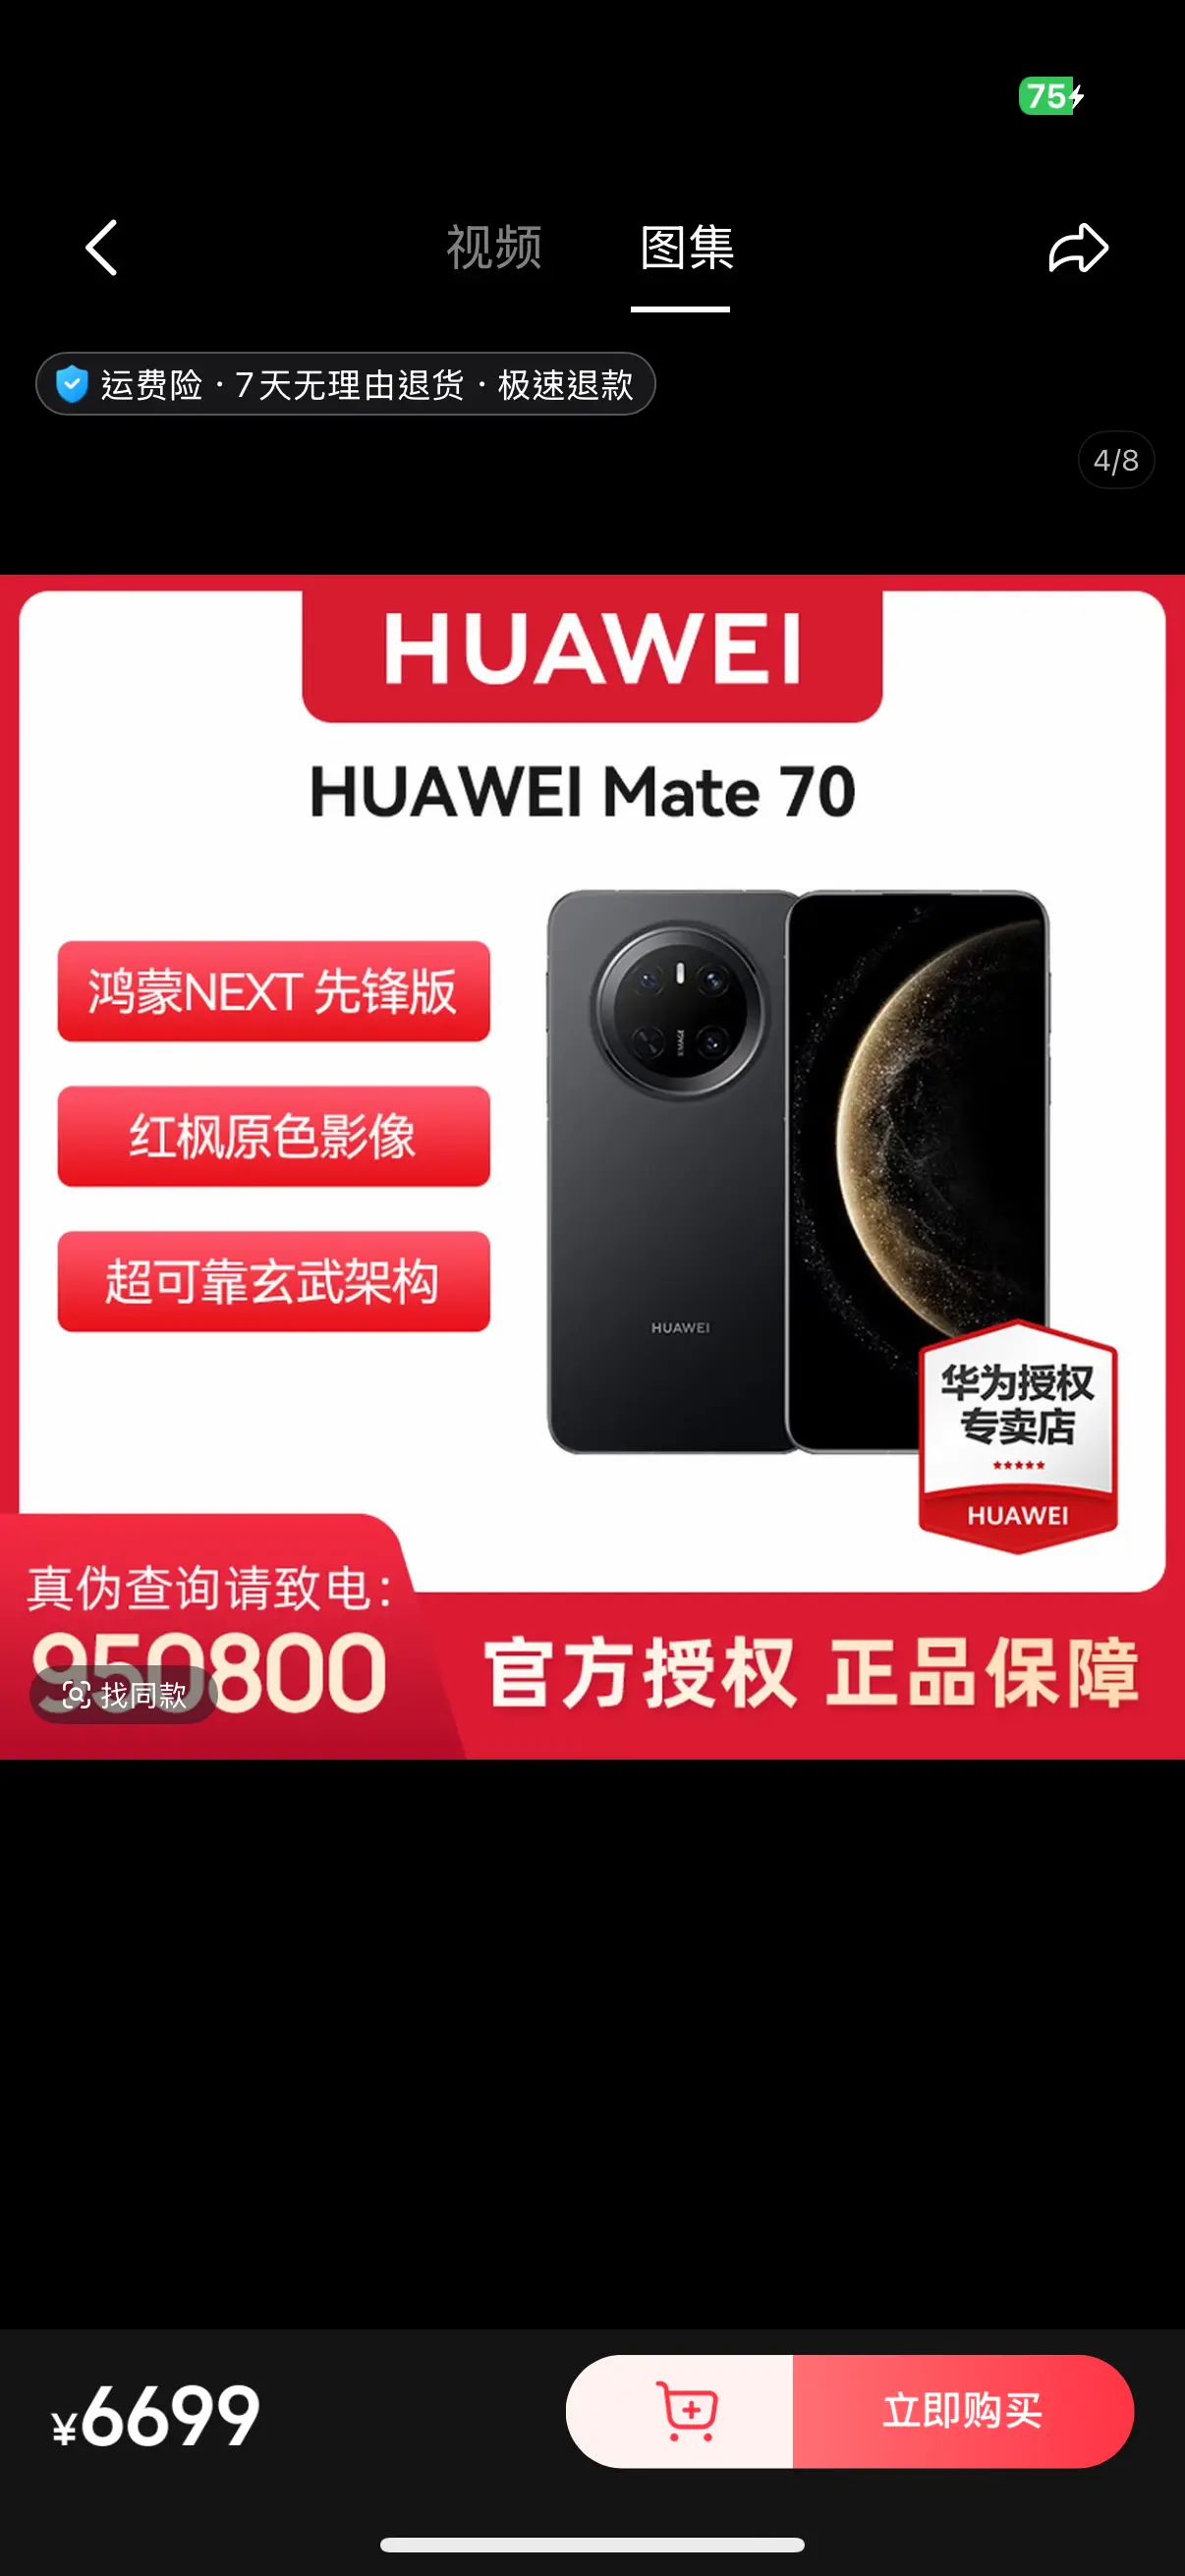 75
视频 图集
运费险 · 7天无理由退货 · 极速退款
4/8
HUAWEI
HUAWEI Mate 70
鸿蒙NEXT 先锋版
红枫原色影像
超可靠玄武架构
XMAGE
HUAWEI
华为授权
专卖店
HUAWEI
真伪查询请致电：
950800
找同款
官方授权 正品保障
¥6699
立即购买